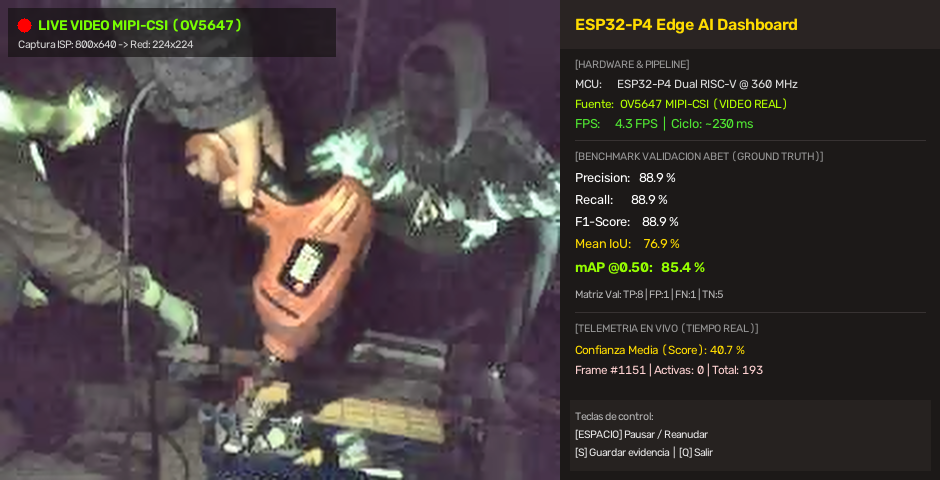 LIVE VIDEO MIPI-CSI (OV5647)
Captura ISP: 800x640 -> Red: 224x224
ESP32-P4 Edge AI Dashboard
[HARDWARE & PIPELINE]
MCU: ESP32-P4 Dual RISC-V @ 360 MHz
Fuente: OV5647 MIPI-CSI (VIDEO REAL)
FPS: 4.3 FPS | Ciclo: ~230 ms
[BENCHMARK VALIDACION ABET (GROUND TRUTH)]
Precision: 88.9 %
Recall: 88.9 %
F1-Score: 88.9 %
Mean IoU: 76.9 %
mAP @0.50: 85.4 %
Matriz Val: TP:8 | FP:1 | FN:1 | TN:5
[TELEMETRIA EN VIVO (TIEMPO REAL)]
Confianza Media (Score): 40.7 %
Frame #1151 | Activas: 0 | Total: 193
Teclas de control:
[ESPACIO] Pausar / Reanudar
[S] Guardar evidencia | [Q] Salir